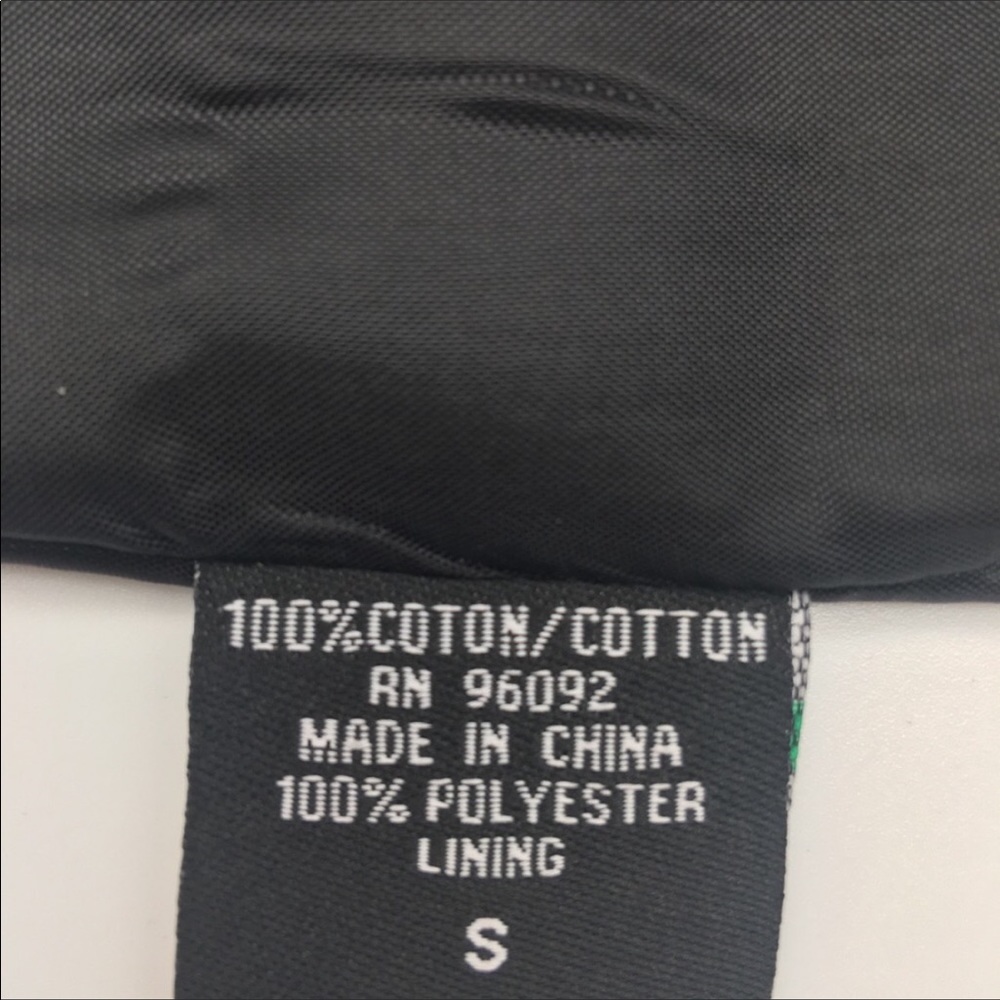 100%COTON/COTTON
RN 96092
MADE IN CHINA
100% POLYESTER
LINING
S